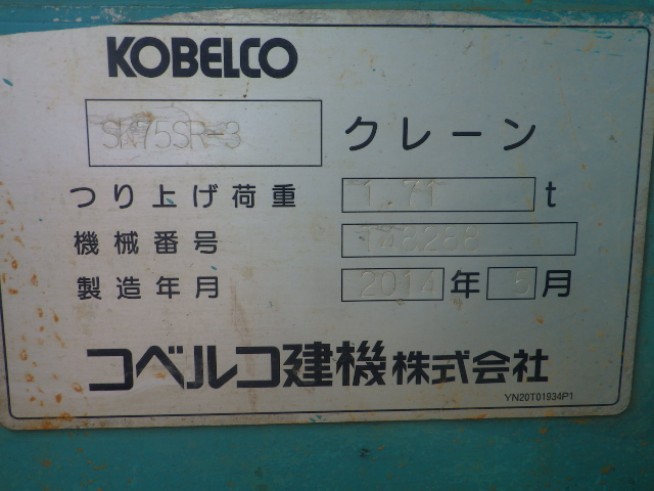 KOBELCO
SK75SR-3 クレーン
つり上げ荷重 1.71 t
機械番号
製造年月 2014 年 5 月
コベルコ建機株式会社
YN20T01934P1